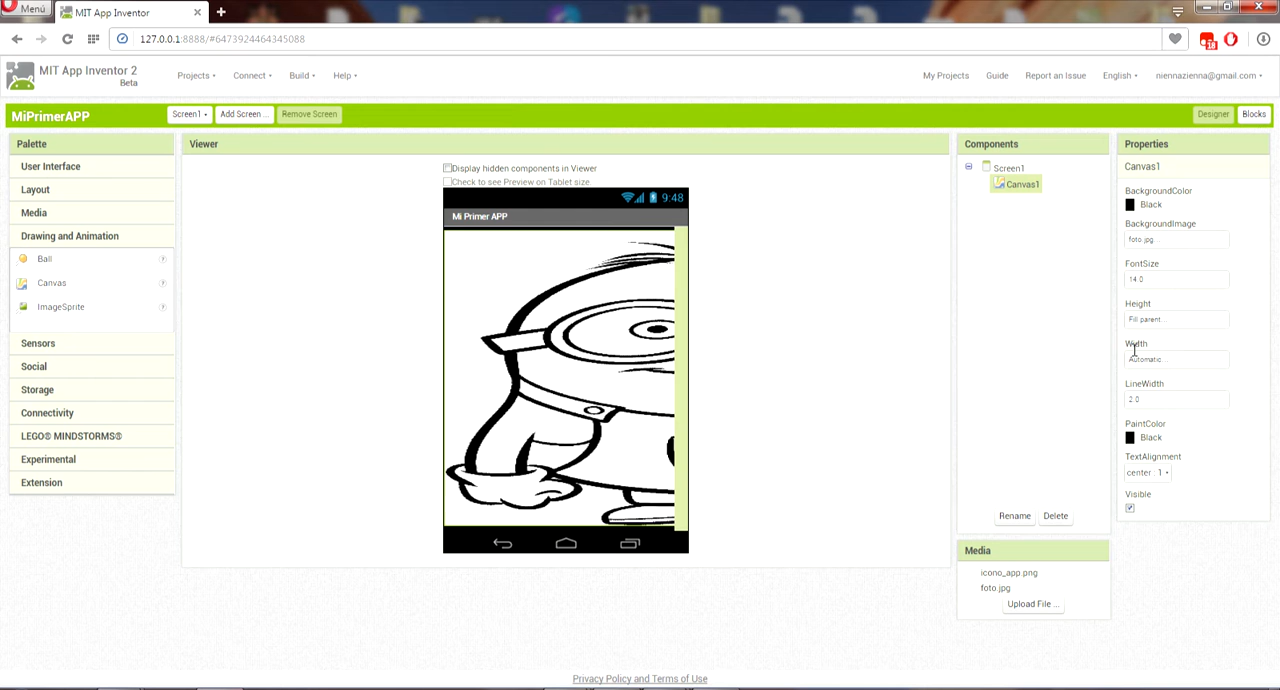 Menú
MIT App Inventor 2
127.0.0.1:8888/#6473924464345088
18
MIT App Inventor 2
Beta
Projects
Connect
Build
Help
My Projects
Guide
Report an Issue
English
niennazienna@gmail.com
MiPrimerAPP
Screen1
Add Screen ...
Remove Screen
Designer
Blocks
Palette
User Interface
Layout
Media
Drawing and Animation
Ball
Canvas
ImageSprite
Sensors
Social
Storage
Connectivity
LEGO® MINDSTORMS®
Experimental
Extension
Viewer
Display hidden components in Viewer
Check to see Preview on Tablet size.
9:48
Mi Primer APP
Components
Screen1
Canvas1
Rename
Delete
Media
icono_app.png
foto.jpg
Upload File ...
Properties
Canvas1
BackgroundColor
Black
BackgroundImage
foto.jpg...
FontSize
14.0
Height
Fill parent...
Width
Automatic...
LineWidth
2.0
PaintColor
Black
TextAlignment
center : 1
Visible
Privacy Policy and Terms of Use